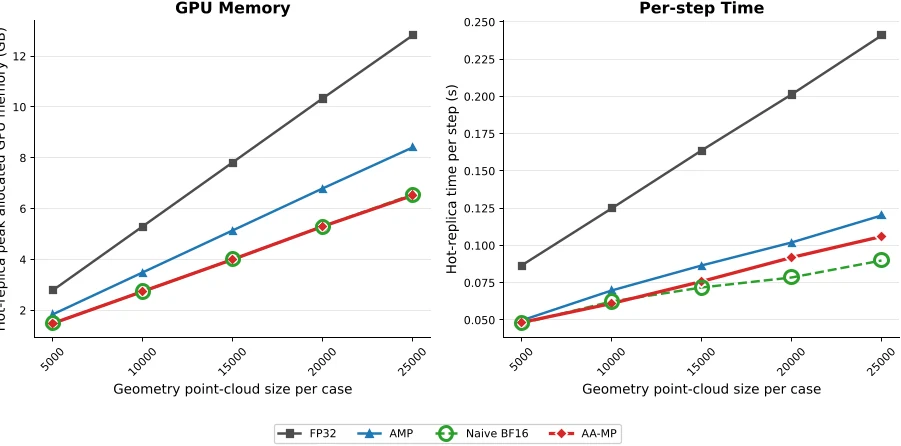 GPU Memory
Per-step Time
Hot-replica peak allocated GPU memory (GB)
12
10
8
6
4
2
5000
10000
15000
20000
25000
Geometry point-cloud size per case
Hot-replica time per step (s)
0.250
0.225
0.200
0.175
0.150
0.125
0.100
0.075
0.050
5000
10000
15000
20000
25000
Geometry point-cloud size per case
FP32
AMP
Naive BF16
AA-MP